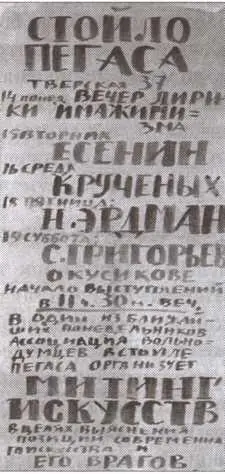 СТОЙЛО
ПЕГАСА
ТВЕРСКАЯ 37
14 ПОНЕД. ВЕЧЕР ЛИРИ-
КИ ИМАЖИНИ=
ЗМА
15 ВТОРНИК
ЕСЕНИН
16 СРЕДА
КРУЧЕНЫХ
18 ПЯТНИЦА:
Н. ЭРДМАН
19 СУББОТА:
С. ГРИГОРЬЕВ
О КУСИКОВЕ
НАЧАЛО ВЫСТУПЛЕНИЙ
В 11 ч. 30 м. ВЕЧ.
В ОДИН ИЗ БЛИЖАЙ-
ШИХ ПОНЕДЕЛЬНИКОВ
АССОЦИАЦИЯ ВОЛЬНО-
ДУМЦЕВ В СТОЙЛЕ
ПЕГАСА ОРГАНИЗУЕТ
МИТИНГ
ИСКУССТВ
В ЦЕЛЯХ ВЫЯСНЕНИЯ
ПОЗИЦИИ СОВРЕМЕНН
ИСКУССТВА И
ЕГО ВРАГОВ